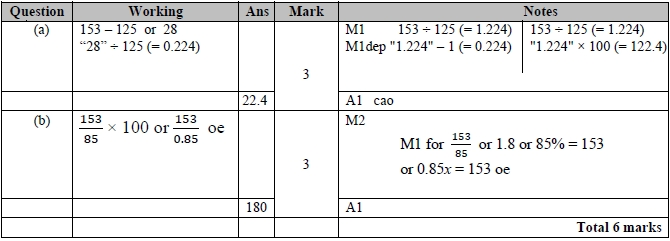 Question Working Ans Mark Notes
(a) 153 – 125 or 28 M1 153 ÷ 125 (= 1.224) 153 ÷ 125 (= 1.224)
“28” ÷ 125 (= 0.224) M1dep "1.224" – 1 (= 0.224) "1.224" × 100 (= 122.4)
3
22.4 A1 cao
(b) 153/85 × 100 or 153/0.85 oe M2
M1 for 153/85 or 1.8 or 85% = 153
3
or 0.85x = 153 oe
180 A1
Total 6 marks